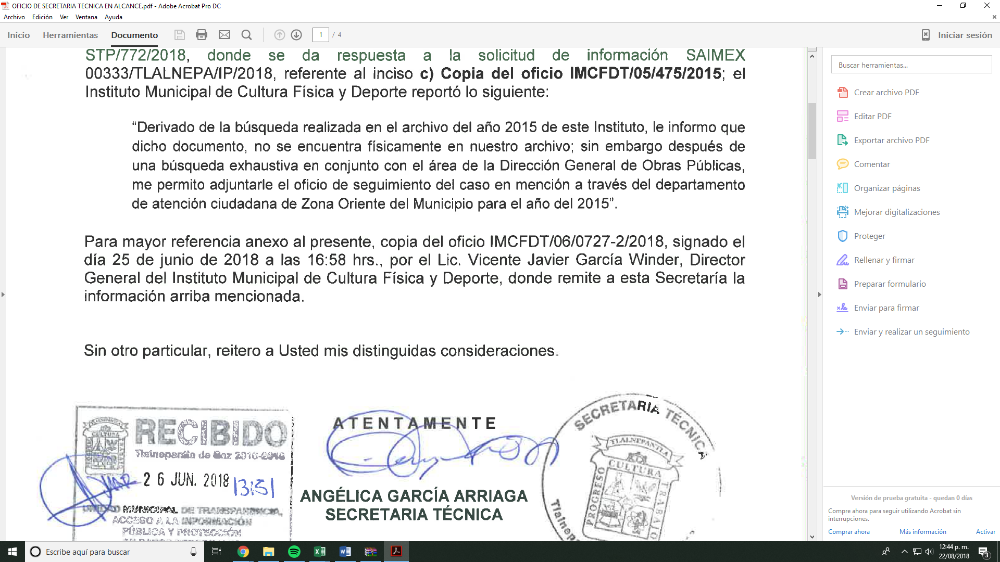 OFICIO DE SECRETARIA TECNICA EN ALCANCE.pdf - Adobe Acrobat Pro DC
Archivo Edición Ver Ventana Ayuda
Inicio Herramientas Documento 1 / 4 Iniciar sesión
STP/772/2018, donde se da respuesta a la solicitud de información SAIMEX
00333/TLALNEPA/IP/2018, referente al inciso c) Copia del oficio IMCFDT/05/475/2015; el
Instituto Municipal de Cultura Física y Deporte reportó lo siguiente:
“Derivado de la búsqueda realizada en el archivo del año 2015 de este Instituto, le informo que
dicho documento, no se encuentra físicamente en nuestro archivo; sin embargo después de
una búsqueda exhaustiva en conjunto con el área de la Dirección General de Obras Públicas,
me permito adjuntarle el oficio de seguimiento del caso en mención a través del departamento
de atención ciudadana de Zona Oriente del Municipio para el año del 2015”.
Para mayor referencia anexo al presente, copia del oficio IMCFDT/06/0727-2/2018, signado el
día 25 de junio de 2018 a las 16:58 hrs., por el Lic. Vicente Javier García Winder, Director
General del Instituto Municipal de Cultura Física y Deporte, donde remite a esta Secretaría la
información arriba mencionada.
Sin otro particular, reitero a Usted mis distinguidas consideraciones.
ATENTAMENTE
ANGÉLICA GARCÍA ARRIAGA
SECRETARIA TÉCNICA
CULTURA
RECIBIDO
Tlalnepantla de Baz 2016-2018
26 JUN. 2018 13:51
UNIDAD MUNICIPAL DE TRANSPARENCIA,
ACCESO A LA INFORMACIÓN
PÚBLICA Y PROTECCIÓN
SECRETARIA TÉCNICA
TLALNEPANTLA
CULTURA
PROGRESO
TRABAJO
Buscar herramientas...
Crear archivo PDF
Editar PDF
Exportar archivo PDF
Comentar
Organizar páginas
Mejorar digitalizaciones
Proteger
Rellenar y firmar
Preparar formulario
Enviar para firmar
Enviar y realizar un seguimiento
Versión de prueba gratuita - quedan 0 días
Compre ahora para seguir utilizando Acrobat sin
interrupciones.
Comprar ahora Más información Activar
Escribe aquí para buscar
12:44 p. m.
22/08/2018
3